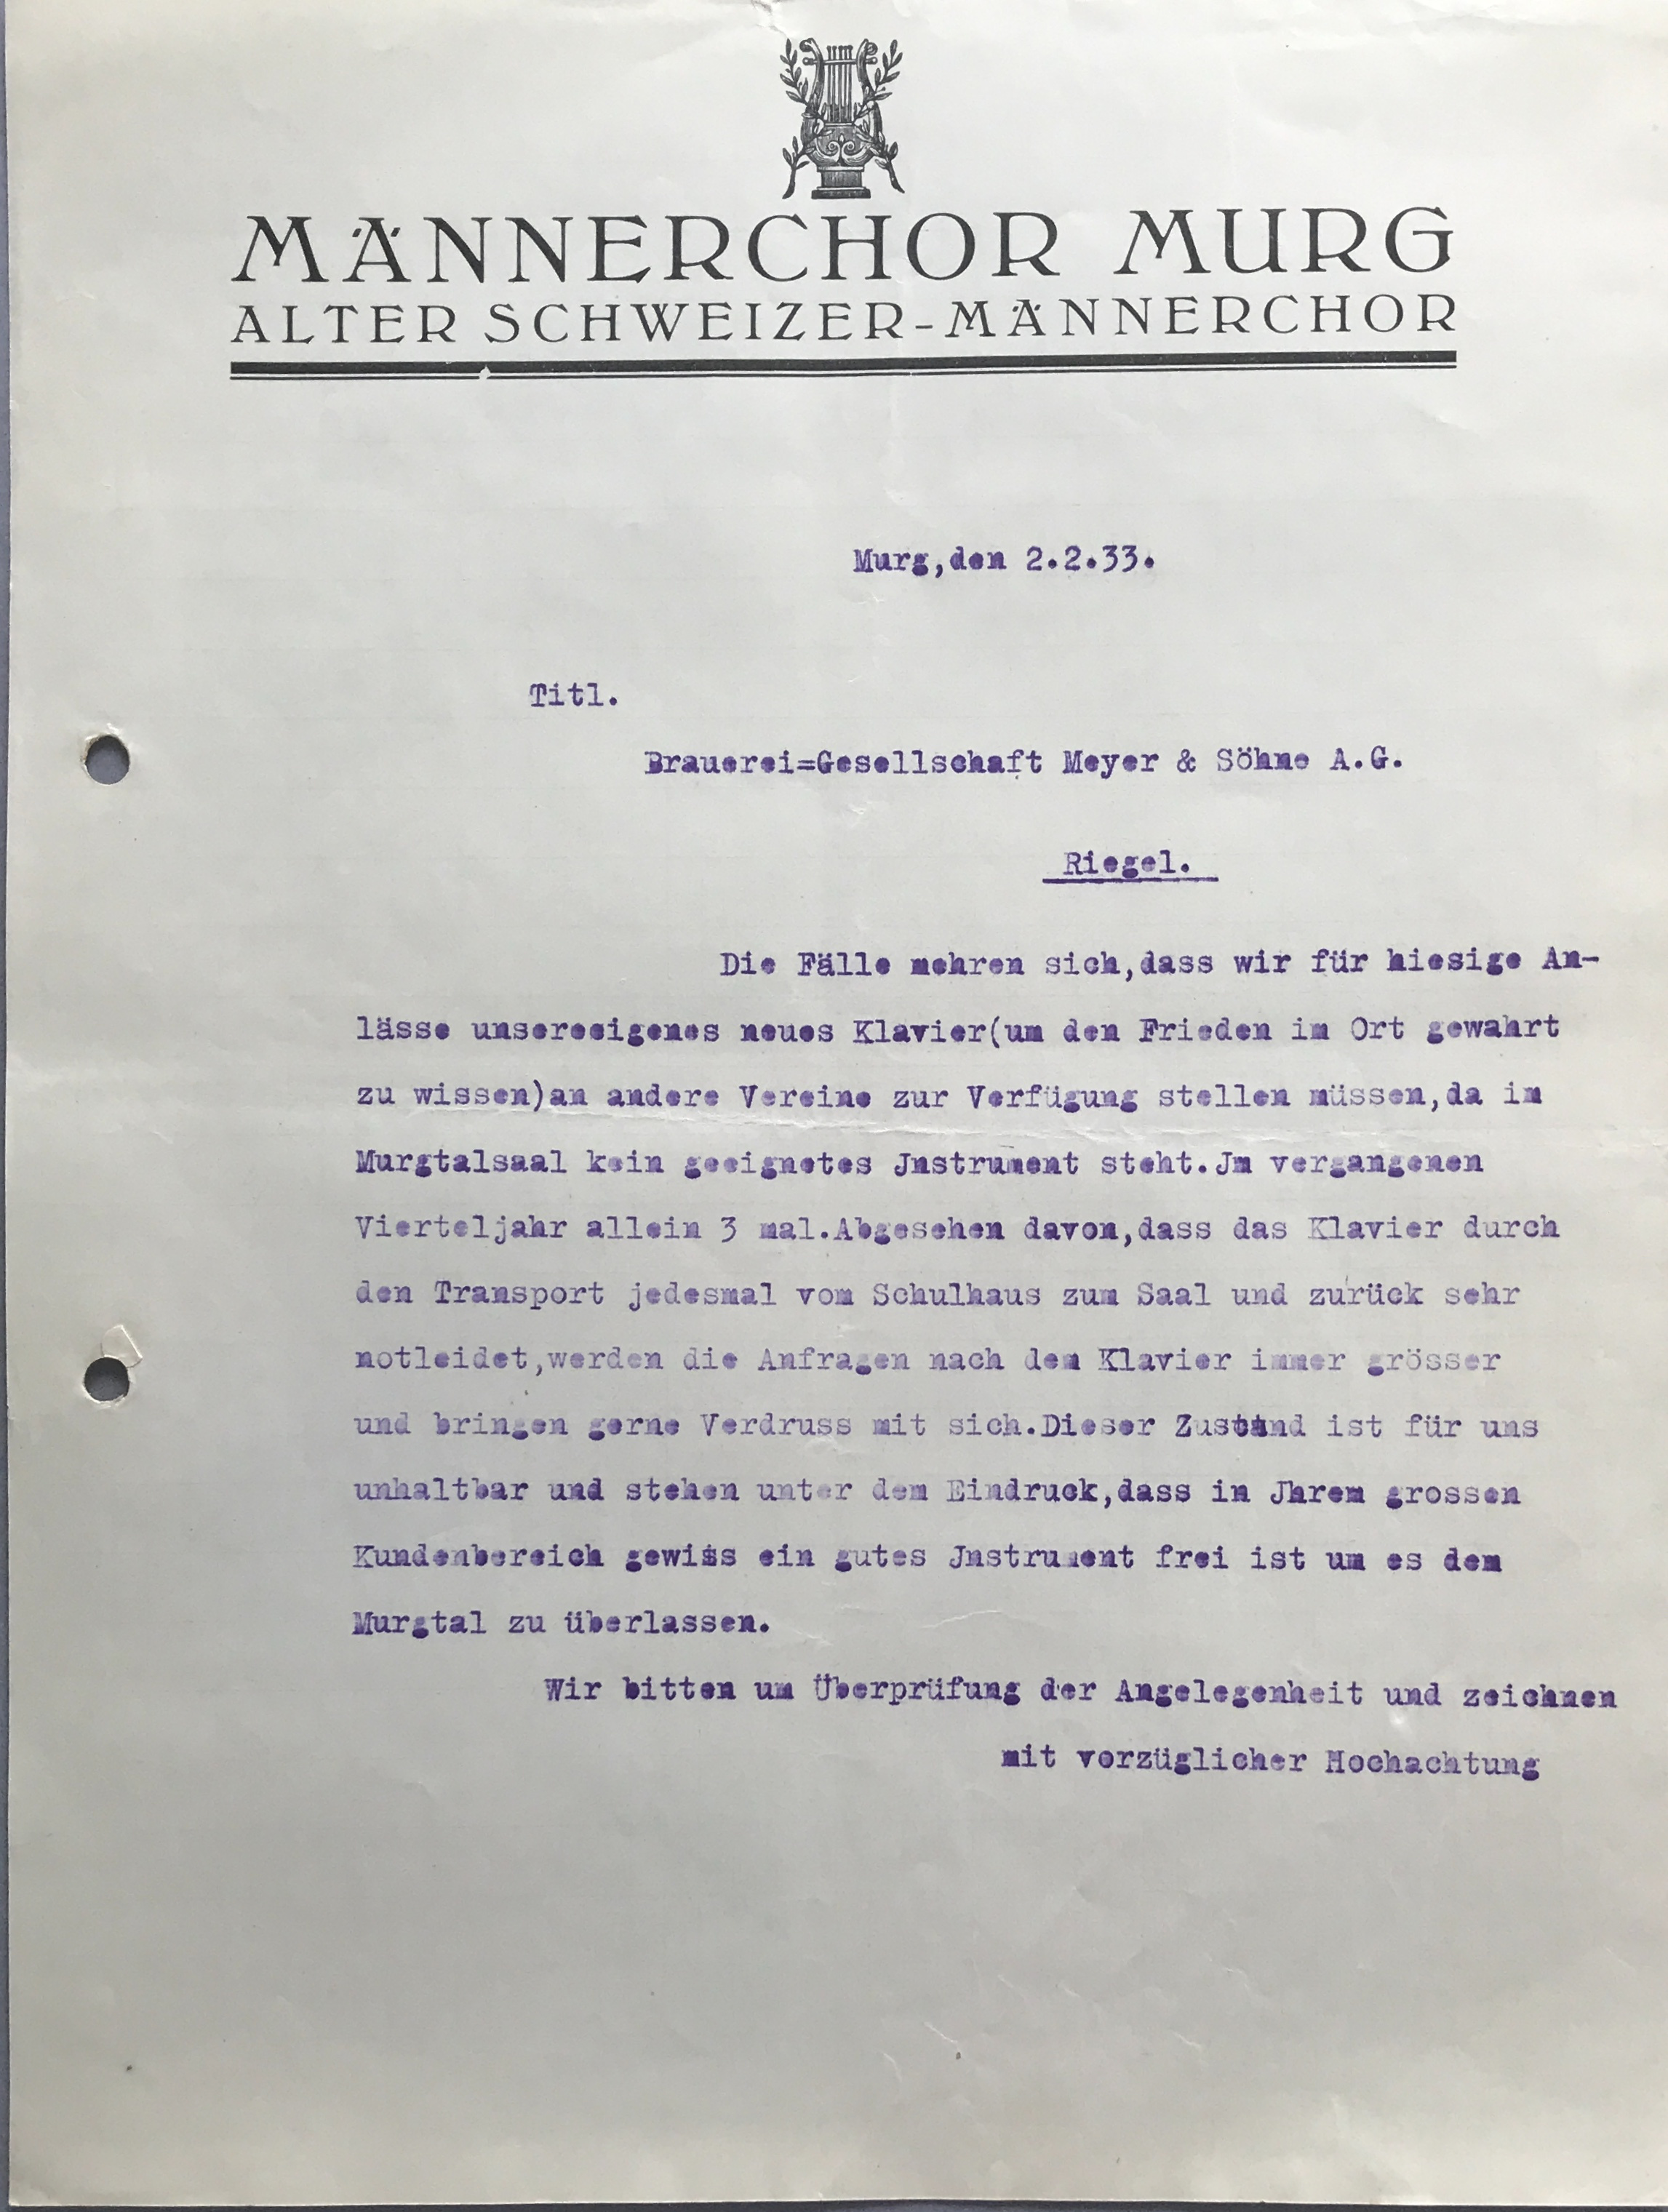 MÄNNERCHOR MURG
ALTER SCHWEIZER-MÄNNERCHOR
Murg,den 2.2.33.
Titl.
Brauerei=Gesellschaft Meyer & Söhne A.G.
Riegel.
Die Fälle mehren sich,dass wir für hiesige An-
lässe unsereeigenes neues Klavier(um den Frieden im Ort gewahrt
zu wissen)an andere Vereine zur Verfügung stellen müssen,da im
Murgtalsaal kein geeignetes Jnstrument steht.Jm vergangenen
Vierteljahr allein 3 mal.Abgesehen davon,dass das Klavier durch
den Transport jedesmal vom Schulhaus zum Saal und zurück sehr
notleidet,werden die Anfragen nach dem Klavier immer grösser
und bringen gerne Verdruss mit sich.Dieser Zustand ist für uns
unhaltbar und stehen unter dem Eindruck,dass in Jhrem grossen
Kundenbereich gewiss ein gutes Jnstrument frei ist um es dem
Murgtal zu überlassen.
Wir bitten um Überprüfung der Angelegenheit und zeichnen
mit vorzüglicher Hochachtung